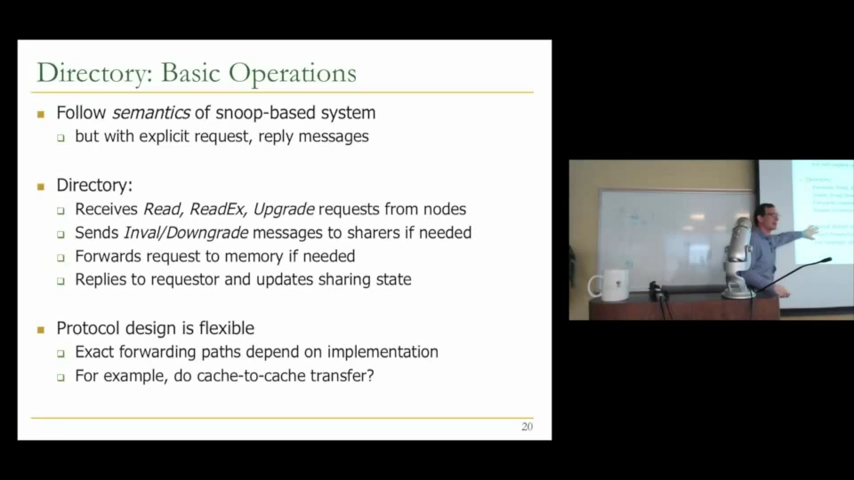 Directory: Basic Operations
Follow semantics of snoop-based system
but with explicit request, reply messages
Directory:
Receives Read, ReadEx, Upgrade requests from nodes
Sends Inval/Downgrade messages to sharers if needed
Forwards request to memory if needed
Replies to requestor and updates sharing state
Protocol design is flexible
Exact forwarding paths depend on implementation
For example, do cache-to-cache transfer?
20